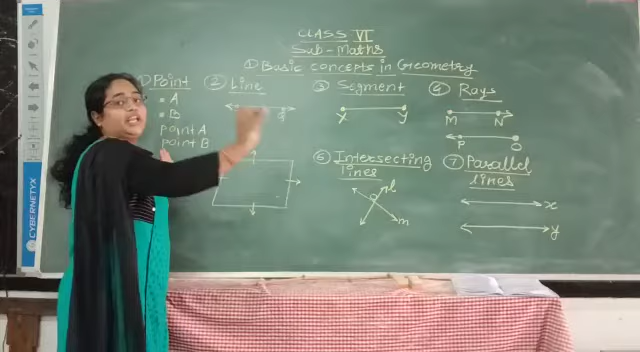 CLASS VI
Sub-Maths
① Basic concepts in Geometry
① Point
• A
• B
point A
point B
② Line
③ Segment
X Y
④ Rays
M N
P O
⑥ Intersecting
lines
l
m
⑦ Parallel
lines
x
y
CYBERNETYX